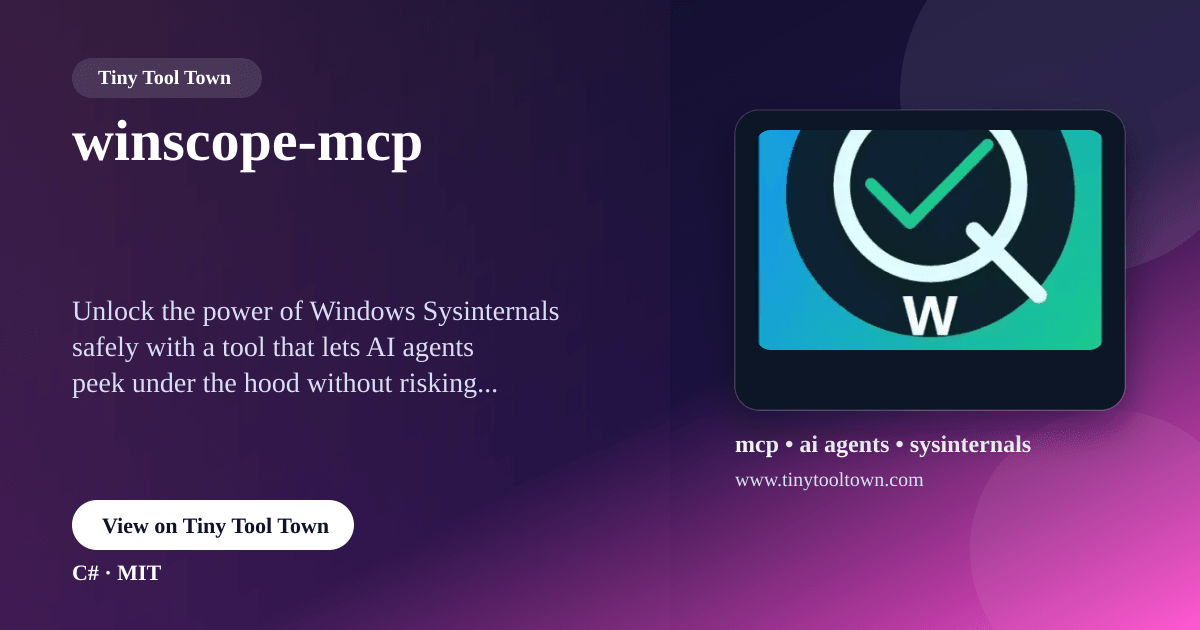 Tiny Tool Town
winscope-mcp
Unlock the power of Windows Sysinternals
safely with a tool that lets AI agents
peek under the hood without risking...
View on Tiny Tool Town
C# · MIT
W
mcp • ai agents • sysinternals
www.tinytooltown.com